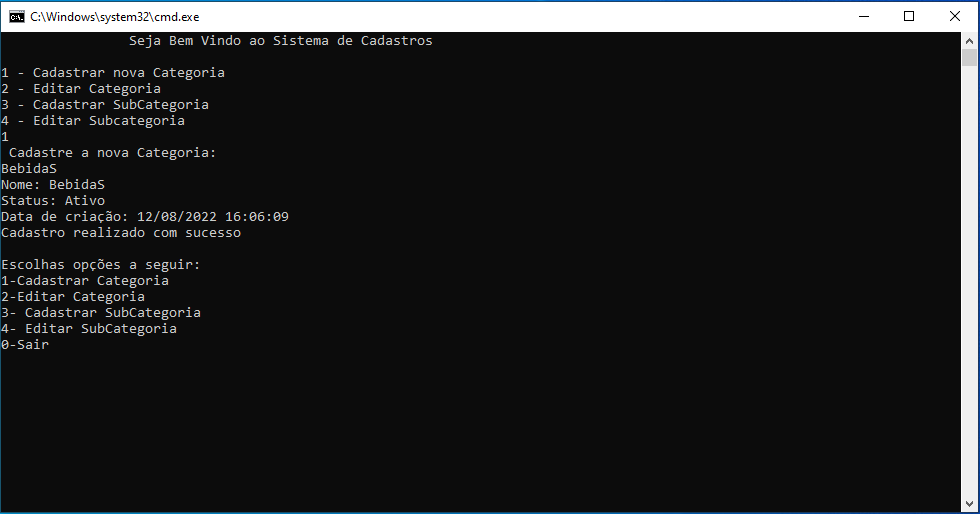 C:\Windows\system32\cmd.exe
Seja Bem Vindo ao Sistema de Cadastros
1 - Cadastrar nova Categoria
2 - Editar Categoria
3 - Cadastrar SubCategoria
4 - Editar Subcategoria
1
Cadastre a nova Categoria:
BebidaS
Nome: BebidaS
Status: Ativo
Data de criação: 12/08/2022 16:06:09
Cadastro realizado com sucesso
Escolhas opções a seguir:
1-Cadastrar Categoria
2-Editar Categoria
3- Cadastrar SubCategoria
4- Editar SubCategoria
0-Sair